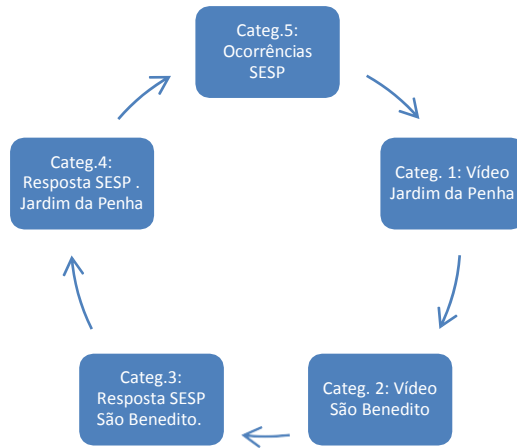 Categ.5:
Ocorrências
SESP
Categ. 1: Vídeo
Jardim da Penha
Categ. 2: Vídeo
São Benedito
Categ.3:
Resposta SESP
São Benedito.
Categ.4:
Resposta SESP .
Jardim da Penha